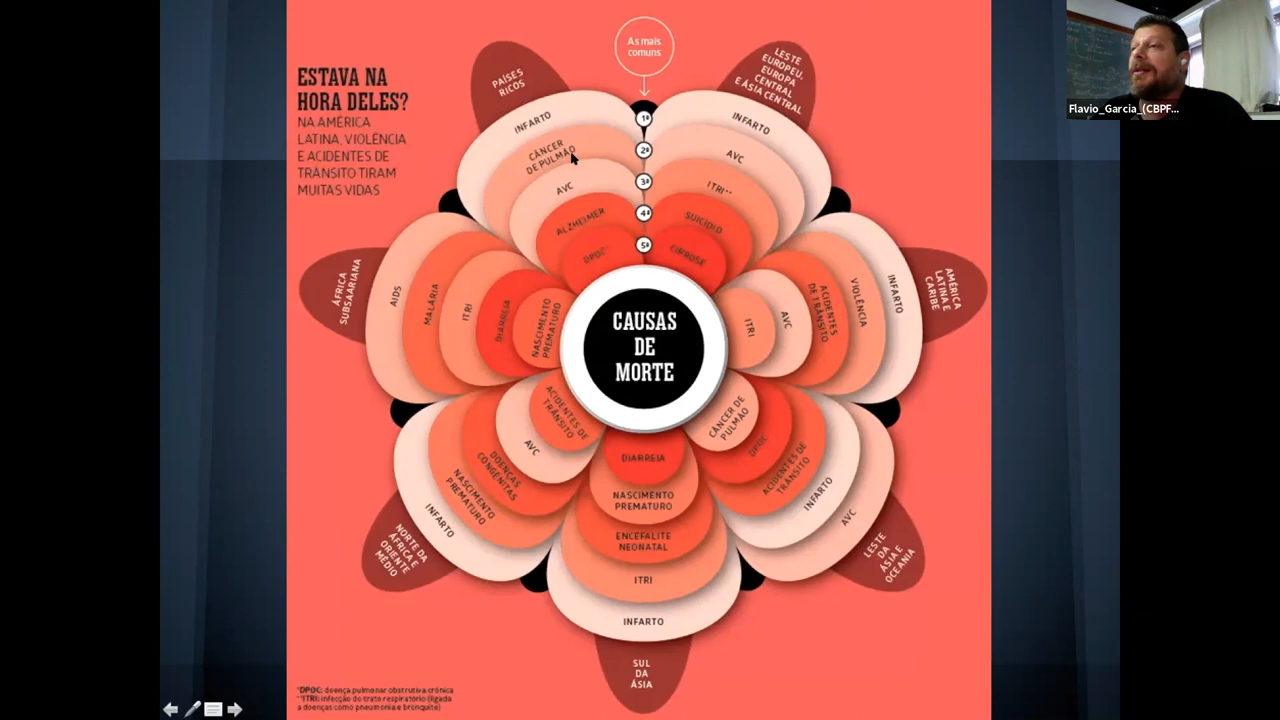 ESTAVA NA
HORA DELES?
NA AMÉRICA
LATINA, VIOLÊNCIA
E ACIDENTES DE
TRÂNSITO TIRAM
MUITAS VIDAS
As mais
comuns
1º
2º
3º
4º
5º
CAUSAS
DE
MORTE
PAÍSES
RICOS
INFARTO
CÂNCER
DE PULMÃO
AVC
ALZHEIMER
DPOC*
LESTE
EUROPEU,
EUROPA
CENTRAL
E ÁSIA CENTRAL
INFARTO
AVC
ITRI**
SUICÍDIO
CIRROSE
AMÉRICA
LATINA E
CARIBE
INFARTO
VIOLÊNCIA
ACIDENTES
DE TRÂNSITO
AVC
ITRI
LESTE
DA
ÁSIA E
OCEANIA
AVC
INFARTO
ACIDENTES DE
TRÂNSITO
DPOC
CÂNCER DE
PULMÃO
SUL
DA
ÁSIA
INFARTO
ITRI
ENCEFALITE
NEONATAL
NASCIMENTO
PREMATURO
DIARREIA
NORTE DA
ÁFRICA E
ORIENTE
MÉDIO
INFARTO
NASCIMENTO
PREMATURO
DOENÇAS
CONGÊNITAS
AVC
ACIDENTES DE
TRÂNSITO
ÁFRICA
SUBSAARIANA
AIDS
MALÁRIA
ITRI
DIARREIA
NASCIMENTO
PREMATURO
*DPOC: doença pulmonar obstrutiva crônica
**ITRI: infecção do trato respiratório (ligada
a doenças como pneumonia e bronquite)
Flavio_Garcia_(CBPF...